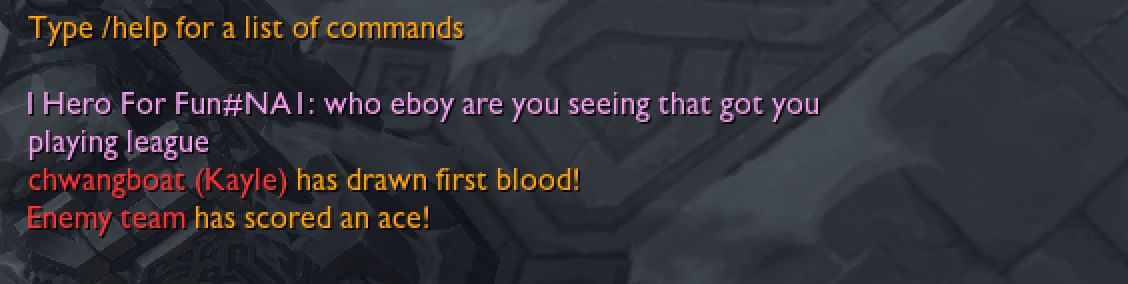 Type /help for a list of commands
I Hero For Fun#NA1: who eboy are you seeing that got you
playing league
chwangboat (Kayle) has drawn first blood!
Enemy team has scored an ace!